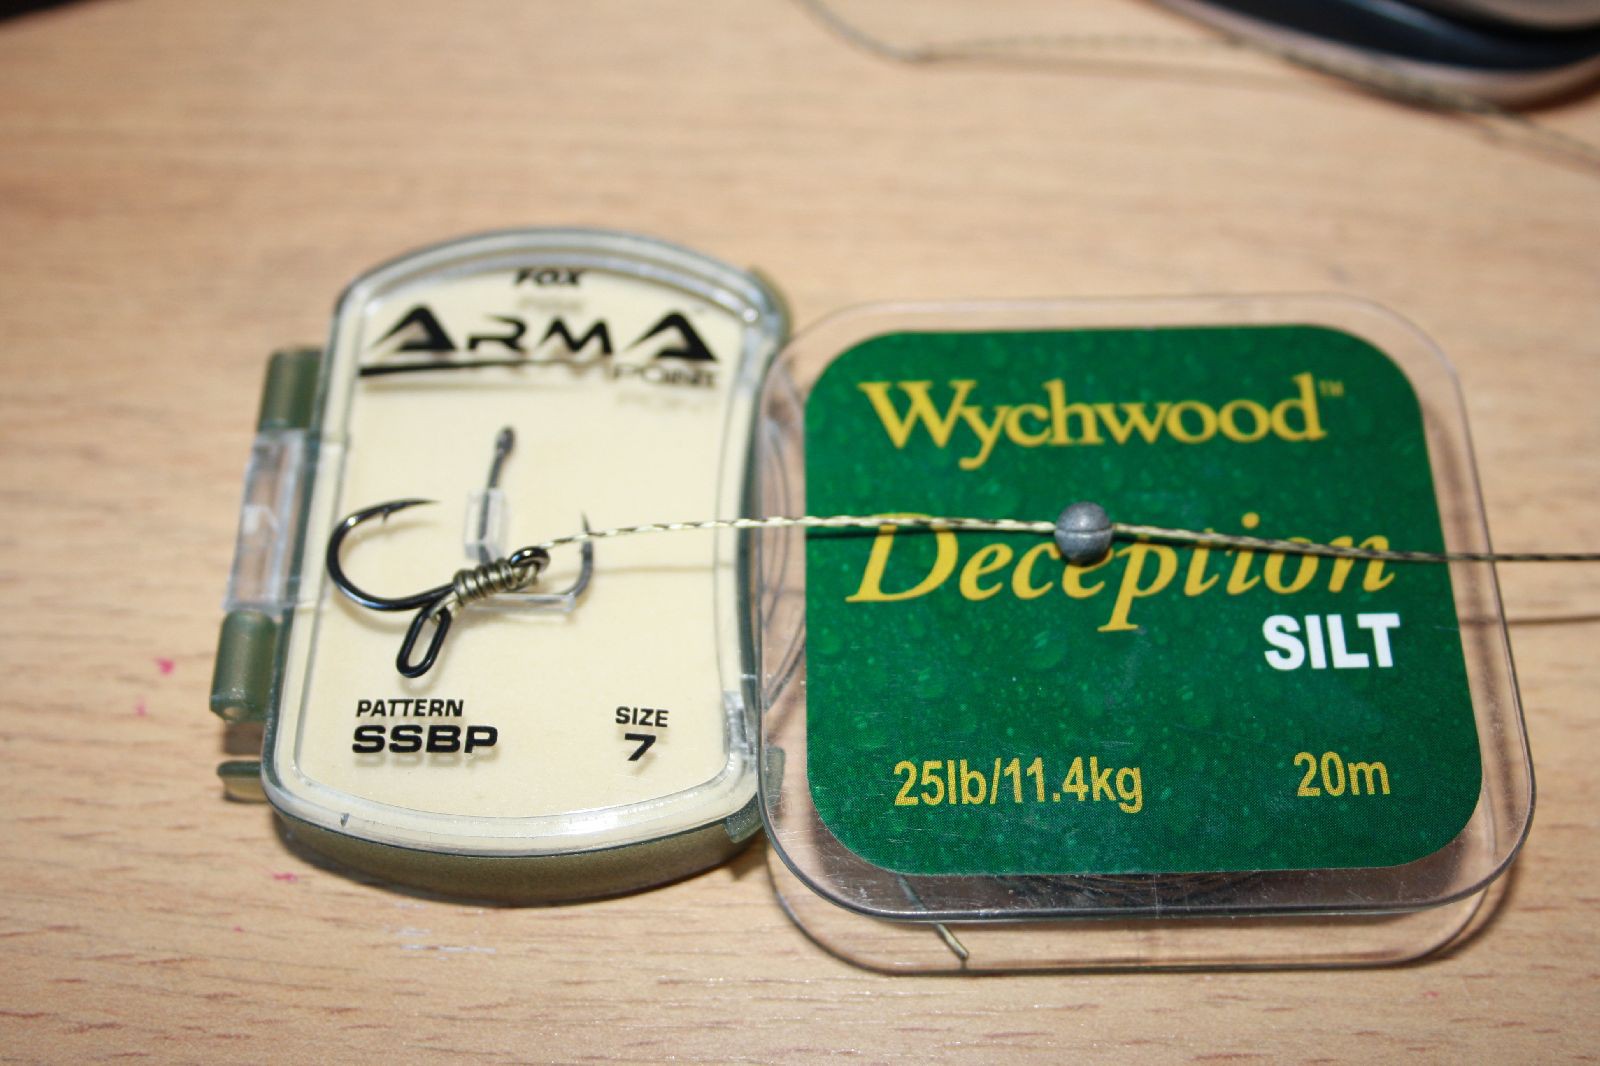 FOX
ARMA
POINT
PATTERN
SSBP
SIZE
7
Wychwood™
Deception
SILT
25lb/11.4kg
20m